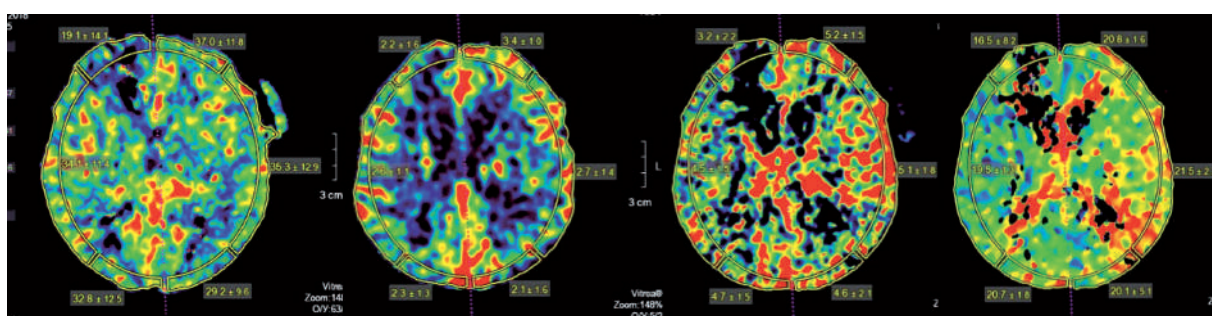 2018
19.1 ± 14.1
37.0 ± 11.8
34.1 ± 11.4
35.3 ± 12.9
3 cm
32.8 ± 12.5
29.2 ± 9.6
Zoom:
2.2 ± 1.6
3.4 ± 1.0
2.7 ± 1.4
3 cm
2.3 ± 1.3
2.1 ± 1.6
Vitrea®
Zoom:148%
3.2 ± 2.2
5.2 ± 1.5
5.1 ± 1.8
4.7 ± 1.5
4.6 ± 2.1
16.5 ± 8.2
20.8 ± 1.6
21.5 ± 2
20.7 ± 1.8
20.1 ± 5.1